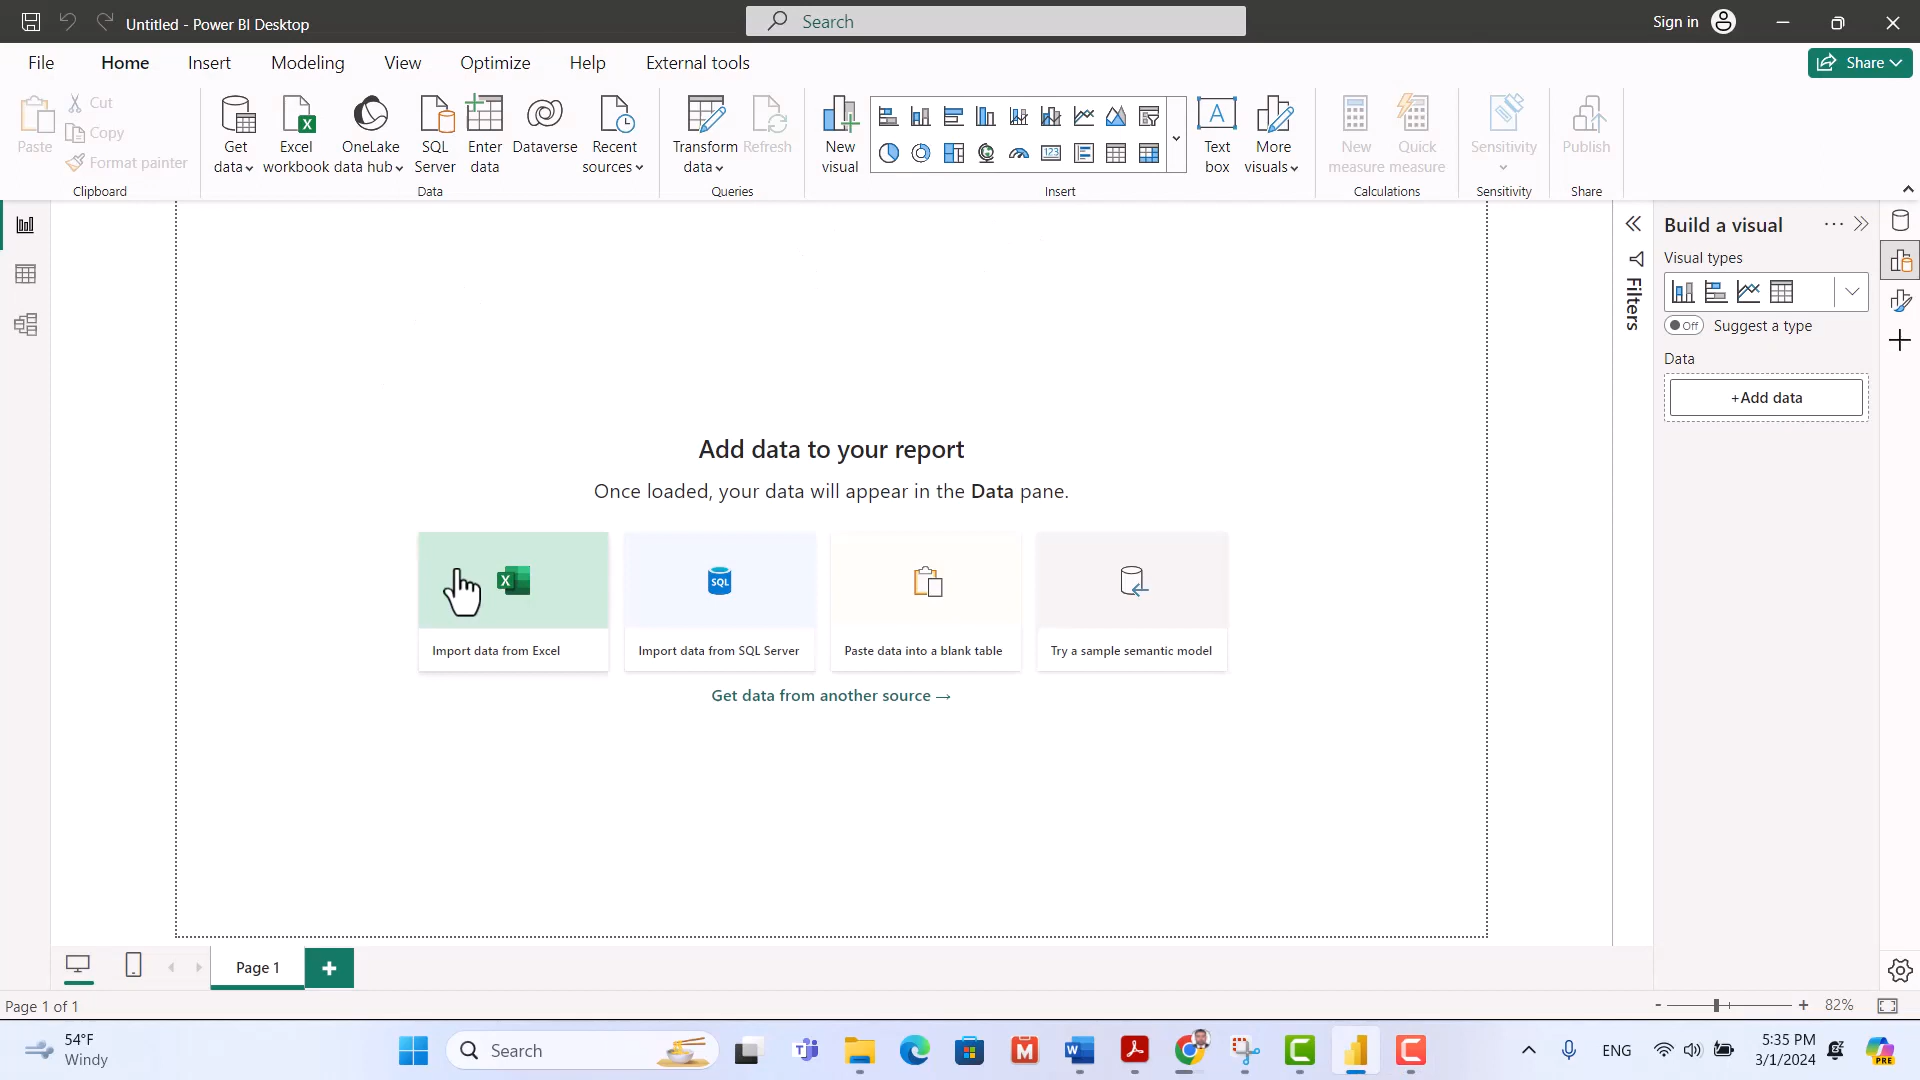 Untitled - Power BI Desktop
Search
Sign in
File Home Insert Modeling View Optimize Help External tools
Share
Paste
Cut
Copy
Format painter
Clipboard
Get data
Excel workbook
OneLake data hub
SQL Server
Enter data
Dataverse
Recent sources
Data
Transform data
Refresh
Queries
New visual
123
A
Text box
More visuals
Insert
New measure
Quick measure
Calculations
Sensitivity
Sensitivity
Publish
Share
Filters
Build a visual
Visual types
Off
Suggest a type
Data
+Add data
Add data to your report
Once loaded, your data will appear in the Data pane.
X
SQL
Import data from Excel
Import data from SQL Server
Paste data into a blank table
Try a sample semantic model
Get data from another source →
Page 1
Page 1 of 1
- + 82%
54°F
Windy
Search
ENG
5:35 PM
3/1/2024
PRE